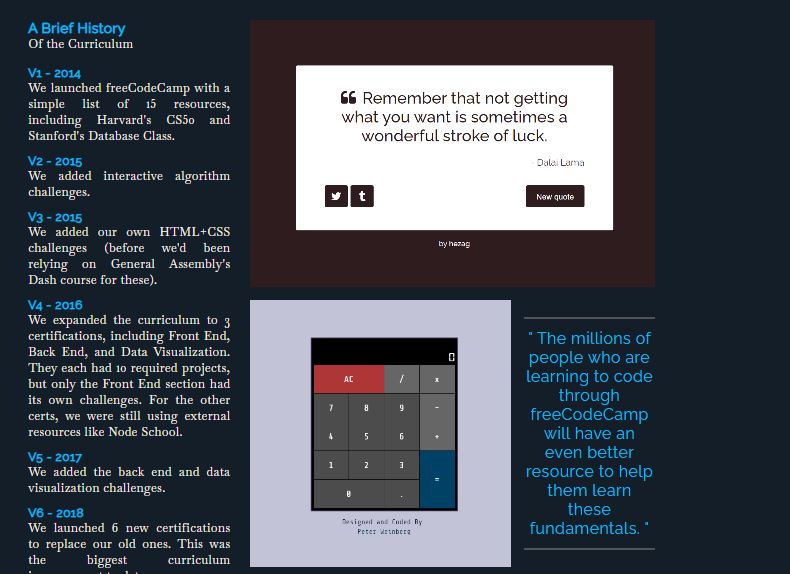 A Brief History
Of the Curriculum
V1 - 2014
We launched freeCodeCamp with a
simple list of 15 resources,
including Harvard's CS50 and
Stanford's Database Class.
V2 - 2015
We added interactive algorithm
challenges.
V3 - 2015
We added our own HTML+CSS
challenges (before we'd been
relying on General Assembly's
Dash course for these).
V4 - 2016
We expanded the curriculum to 3
certifications, including Front End,
Back End, and Data Visualization.
They each had 10 required projects,
but only the Front End section had
its own challenges. For the other
certs, we were still using external
resources like Node School.
V5 - 2017
We added the back end and data
visualization challenges.
V6 - 2018
We launched 6 new certifications
to replace our old ones. This was
the biggest curriculum
❝ Remember that not getting
what you want is sometimes a
wonderful stroke of luck.
- Dalai Lama
New quote
by hezag
0
AC / x
7 8 9 -
4 5 6 +
1 2 3 =
0 .
Designed and Coded By
Peter Weinberg
" The millions of
people who are
learning to code
through
freeCodeCamp
will have an
even better
resource to help
them learn
these
fundamentals. "